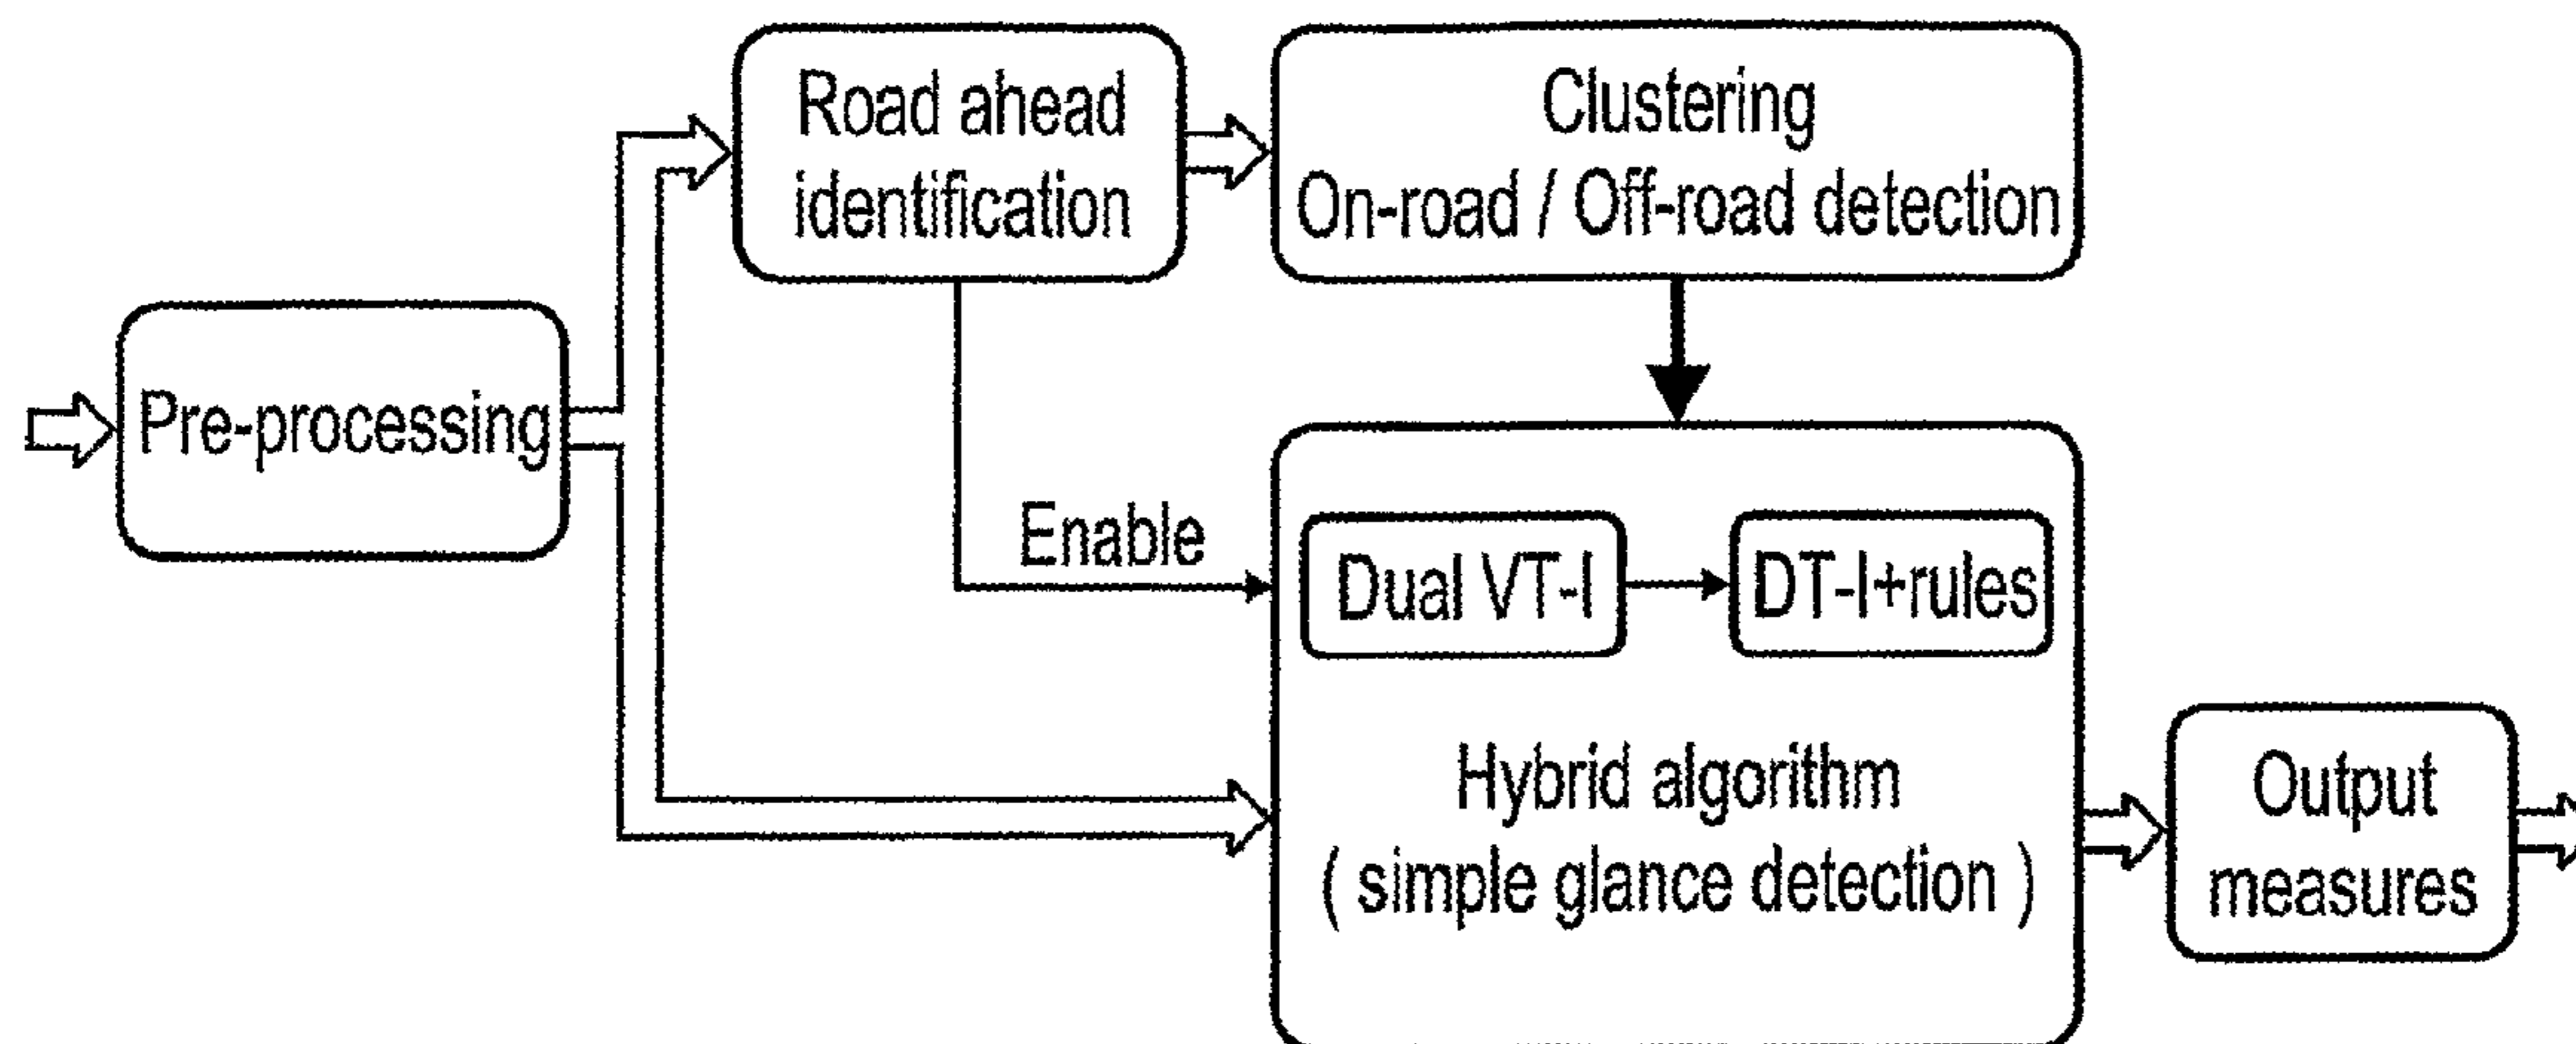 Road ahead
identification
Clustering
On-road / Off-road detection
Pre-processing
Enable
Dual VT-I
DT-I+rules
Hybrid algorithm
( simple glance detection )
Output
measures